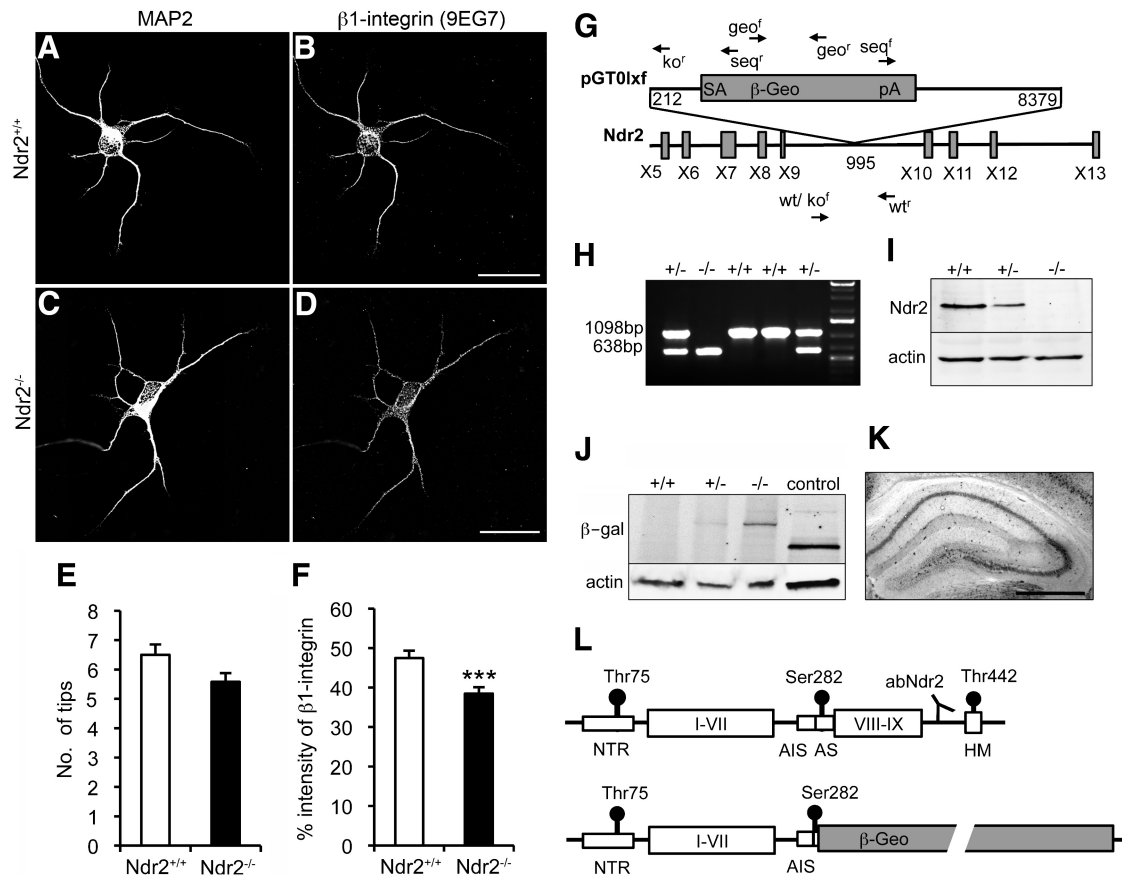 MAP2
β1-integrin (9EG7)
A
B
Ndr2+/+
C
D
Ndr2-/-
E
8
7
6
5
4
3
2
1
0
No. of tips
Ndr2+/+
Ndr2-/-
F
60
50
40
30
20
10
0
% intensity of β1-integrin
***
Ndr2+/+
Ndr2-/-
G
geof
kor
seqr
geor
seqf
pGT0lxf
SA
β-Geo
pA
212
8379
Ndr2
995
X5
X6
X7
X8
X9
X10
X11
X12
X13
wt/ kof
wtr
H
+/-
-/-
+/+
+/+
+/-
1098bp
638bp
I
+/+
+/-
-/-
Ndr2
actin
J
+/+
+/-
-/-
control
β-gal
actin
K
L
Thr75
Ser282
abNdr2
Thr442
I-VII
VIII-IX
NTR
AIS
AS
HM
Thr75
Ser282
I-VII
β-Geo
NTR
AIS